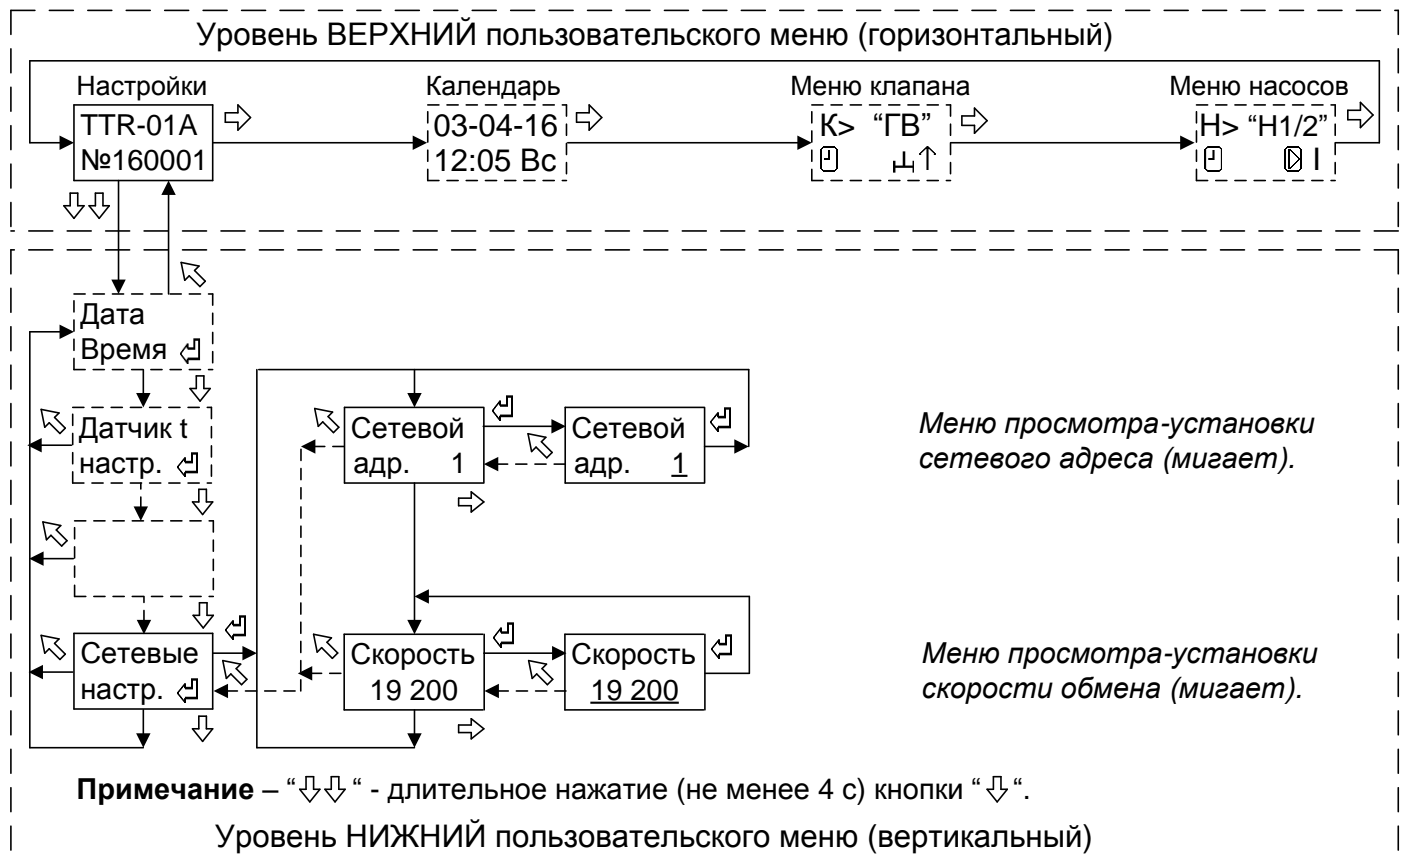 Уровень ВЕРХНИЙ пользовательского меню (горизонтальный)
Настройки
TTR-01A
№160001
Календарь
03-04-16
12:05 Вс
Меню клапана
К> “ГВ”
Меню насосов
Н> “Н1/2”
I
Дата
Время
Датчик t
настр.
Сетевые
настр.
Сетевой
адр. 1
Сетевой
адр. 1
Меню просмотра-установки
сетевого адреса (мигает).
Скорость
19 200
Скорость
19 200
Меню просмотра-установки
скорости обмена (мигает).
Примечание – “⇩⇩ “ - длительное нажатие (не менее 4 с) кнопки “ ⇩ “.
Уровень НИЖНИЙ пользовательского меню (вертикальный)